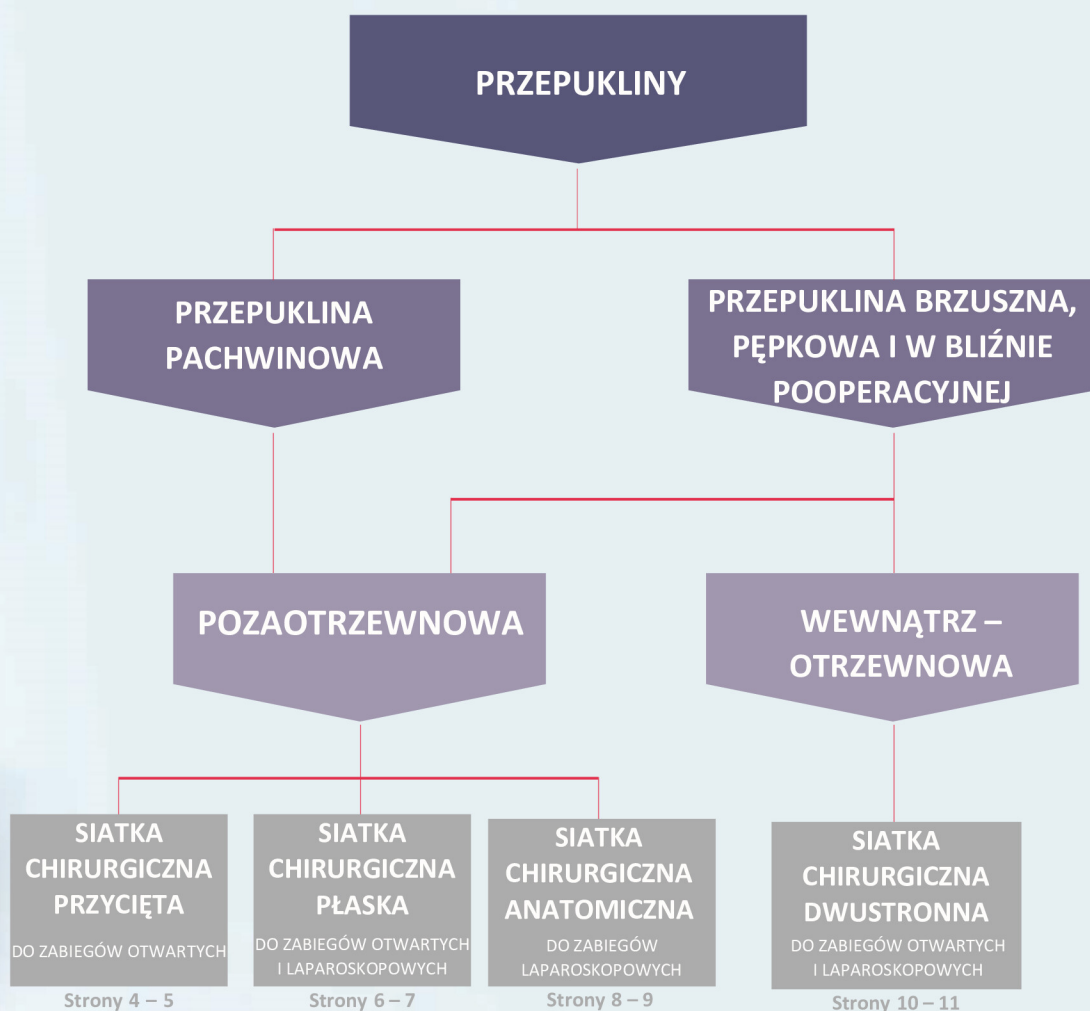 PRZEPUKLINY
PRZEPUKLINA
PACHWINOWA
PRZEPUKLINA BRZUSZNA,
PĘPKOWA I W BLIŹNIE
POOPERACYJNEJ
POZAOTRZEWNOWA
WEWNĄTRZ –
OTRZEWNOWA
SIATKA
CHIRURGICZNA
PRZYCIĘTA
DO ZABIEGÓW OTWARTYCH
Strony 4 – 5
SIATKA
CHIRURGICZNA
PŁASKA
DO ZABIEGÓW OTWARTYCH
I LAPAROSKOPOWYCH
Strony 6 – 7
SIATKA
CHIRURGICZNA
ANATOMICZNA
DO ZABIEGÓW
LAPAROSKOPOWYCH
Strony 8 – 9
SIATKA
CHIRURGICZNA
DWUSTRONNA
DO ZABIEGÓW OTWARTYCH
I LAPAROSKOPOWYCH
Strony 10 – 11